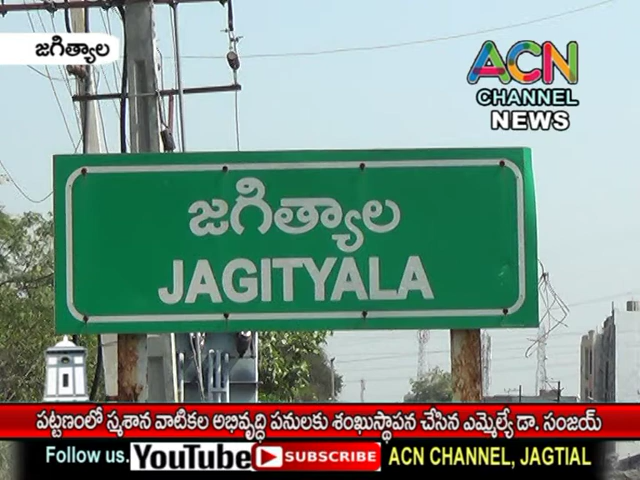 జగిత్యాల
ACN
CHANNEL
NEWS
జగిత్యాల
JAGITYALA
పట్టణంలో స్మశాన వాటికల అభివృద్ధి పనులకు శంఖుస్థాపన చేసిన ఎమ్మెల్యే డా. సంజయ్
Follow us. YouTube SUBSCRIBE ACN CHANNEL, JAGTIAL